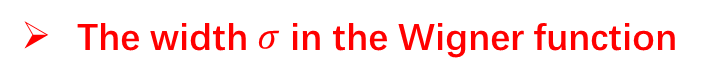 ➢ The width σ in the Wigner function